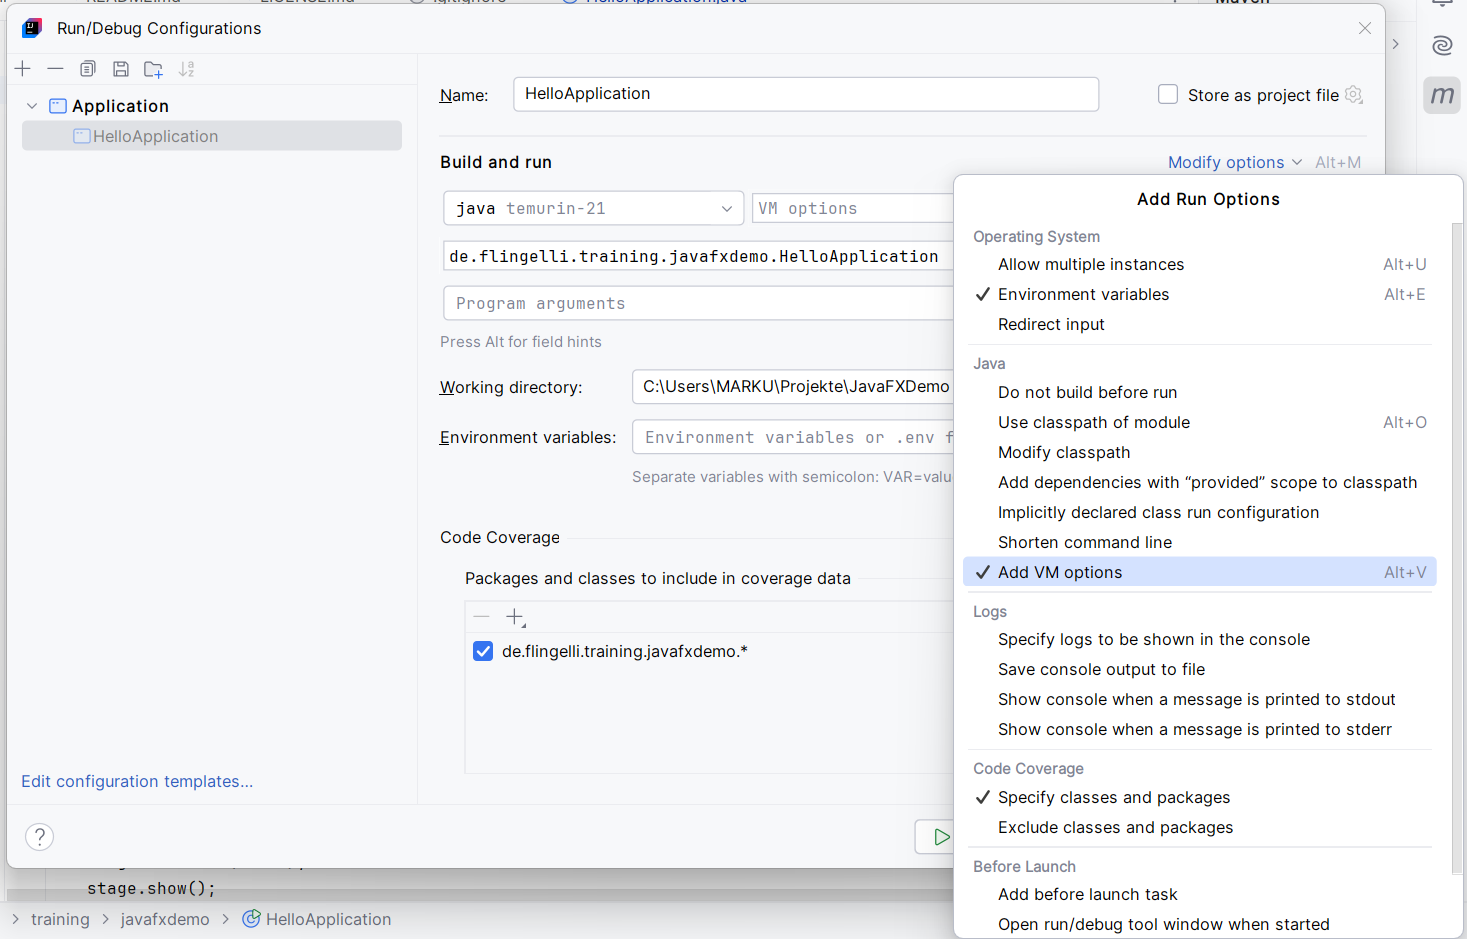 Run/Debug Configurations
Application
HelloApplication
Edit configuration templates...
?
Name: HelloApplication
Store as project file
Build and run
Modify options Alt+M
java temurin-21
VM options
de.flingelli.training.javafxdemo.HelloApplication
Program arguments
Press Alt for field hints
Working directory: C:\Users\MARKU\Projekte\JavaFXDemo
Environment variables: Environment variables or .env f
Separate variables with semicolon: VAR=valu
Code Coverage
Packages and classes to include in coverage data
de.flingelli.training.javafxdemo.*
Add Run Options
Operating System
Allow multiple instances Alt+U
Environment variables Alt+E
Redirect input
Java
Do not build before run
Use classpath of module Alt+O
Modify classpath
Add dependencies with “provided” scope to classpath
Implicitly declared class run configuration
Shorten command line
Add VM options Alt+V
Logs
Specify logs to be shown in the console
Save console output to file
Show console when a message is printed to stdout
Show console when a message is printed to stderr
Code Coverage
Specify classes and packages
Exclude classes and packages
Before Launch
Add before launch task
Open run/debug tool window when started
m
stage.show();
training > javafxdemo > HelloApplication